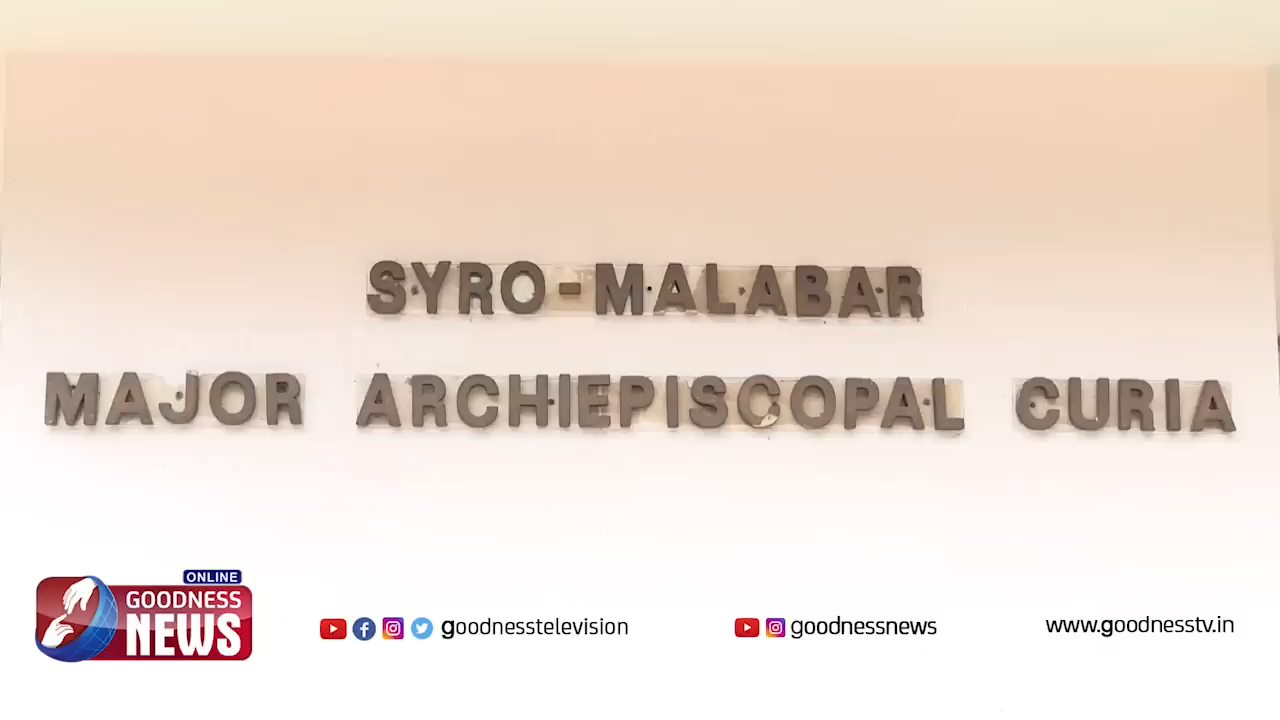 SYRO-MALABAR
MAJOR ARCHIEPISCOPAL CURIA
ONLINE
GOODNESS
NEWS
goodnesstelevision
goodnessnews
www.goodnesstv.in